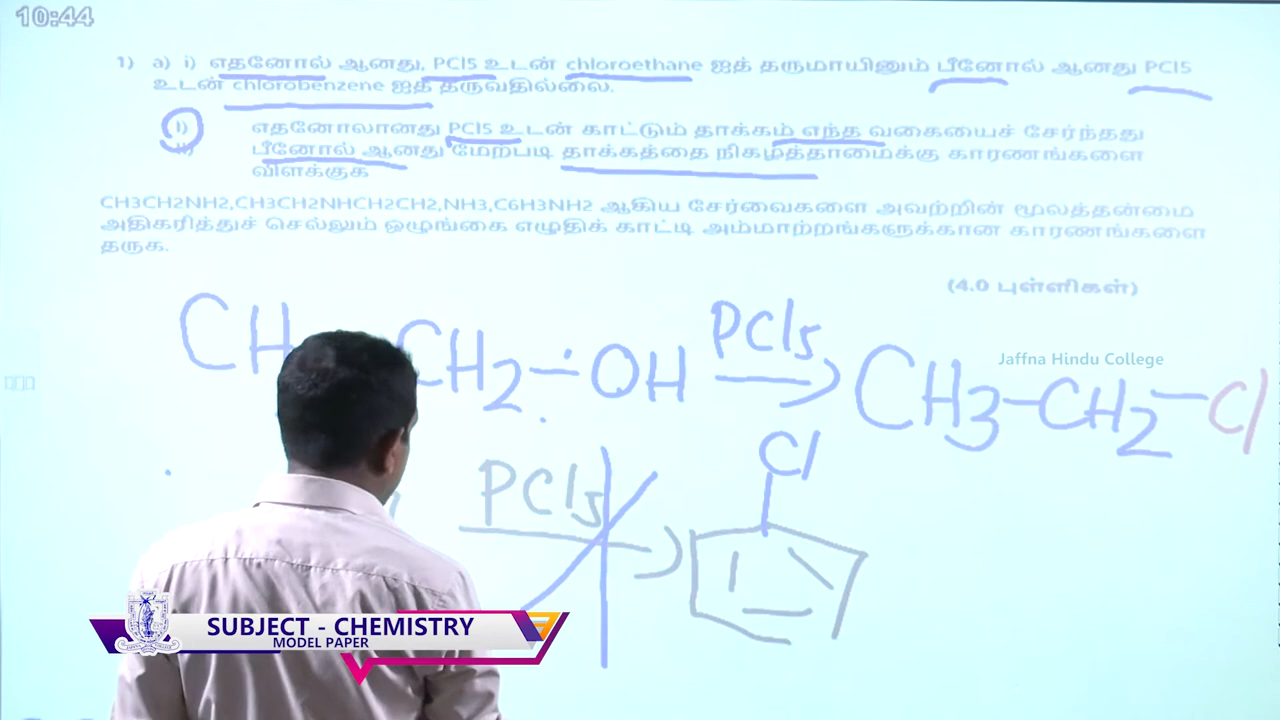 10:44
1) a) i) எதனோல் ஆனது, PCl5 உடன் chloroethane ஐத் தருமாயினும் பீனோல் ஆனது PCl5
உடன் chlorobenzene ஐத் தருவதில்லை.
i) எதனோலானது PCl5 உடன் காட்டும் தாக்கம் எந்த வகையைச் சேர்ந்தது
பீனோல் ஆனது மேற்படி தாக்கத்தை நிகழ்த்தாமைக்கு காரணங்களை
விளக்குக
CH3CH2NH2,CH3CH2NHCH2CH2,NH3,C6H3NH2 ஆகிய சேர்வைகளை அவற்றின் மூலத்தன்மை
அதிகரித்துச் செல்லும் ஒழுங்கை எழுதிக் காட்டி அம்மாற்றங்களுக்கான காரணங்களை
தருக.
(4.0 புள்ளிகள்)
CH CH2-OH PCl5 CH3-CH2-Cl
Jaffna Hindu College
PCl5 Cl
SUBJECT - CHEMISTRY
MODEL PAPER